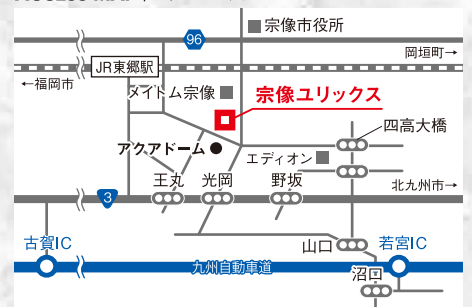 宗像市役所
96
岡垣町→
JR東郷駅
←福岡市
メイトム宗像
宗像ユリックス
四高大橋
アクアドーム
エディオン
王丸
光岡
野坂
北九州市→
3
古賀IC
山口
若宮IC
九州自動車道
沼口